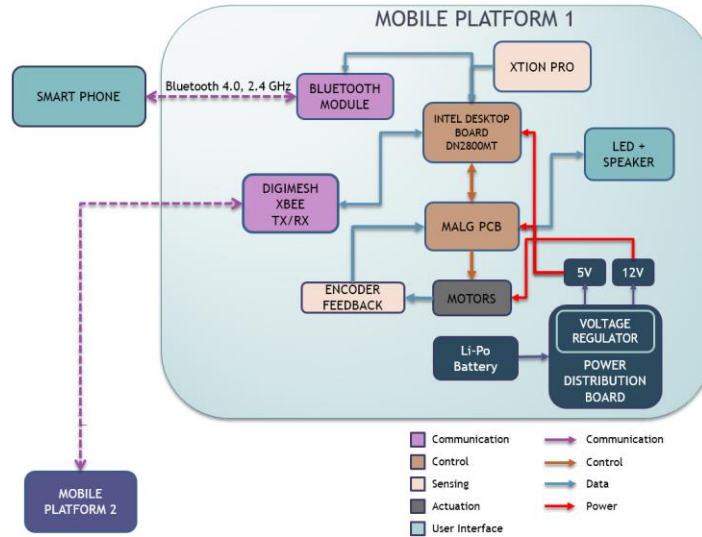 MOBILE PLATFORM 1
XTION PRO
SMART PHONE
Bluetooth 4.0, 2.4 GHz
BLUETOOTH
MODULE
INTEL DESKTOP
BOARD
DN2800MT
LED +
SPEAKER
DIGIMESH
XBEE
TX/RX
MALG PCB
ENCODER
FEEDBACK
MOTORS
5V
12V
VOLTAGE
REGULATOR
Li-Po
Battery
POWER
DISTRIBUTION
BOARD
MOBILE
PLATFORM 2
Communication
Control
Sensing
Actuation
User Interface
Communication
Control
Data
Power